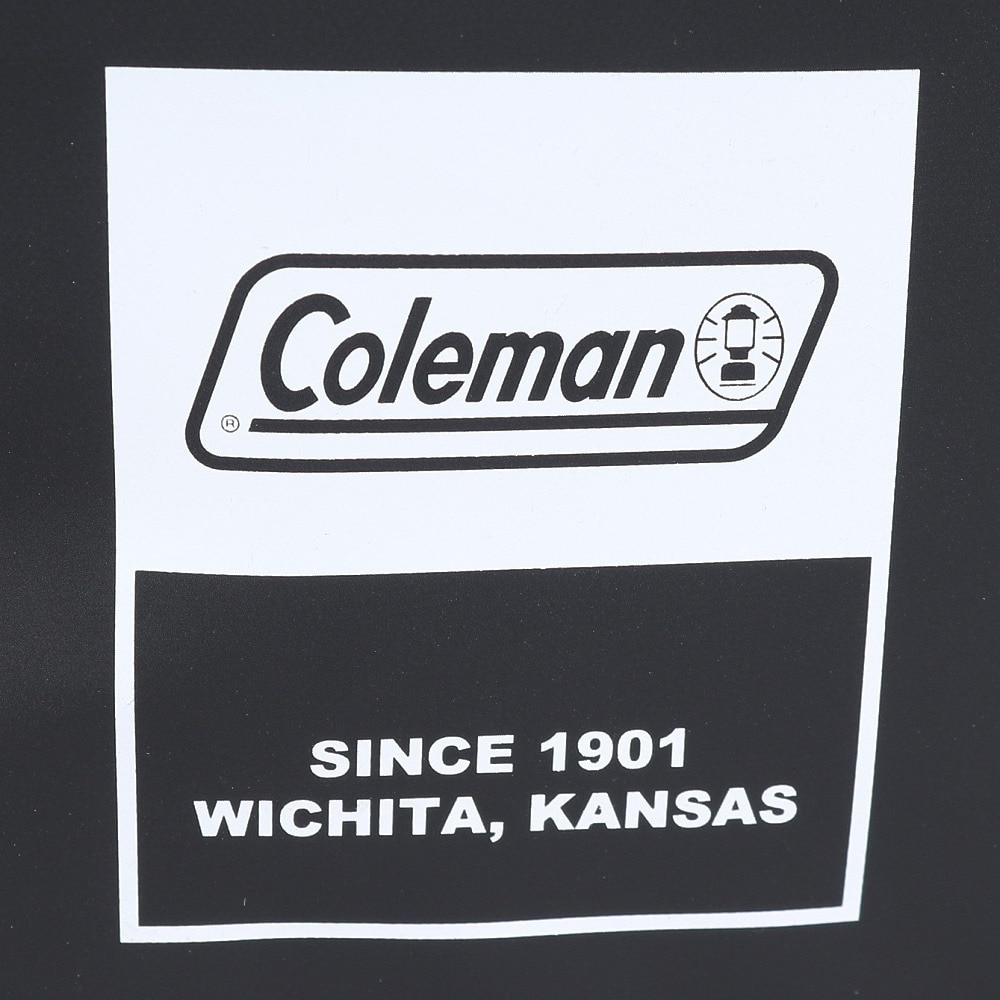 Coleman
®
SINCE 1901
WICHITA, KANSAS